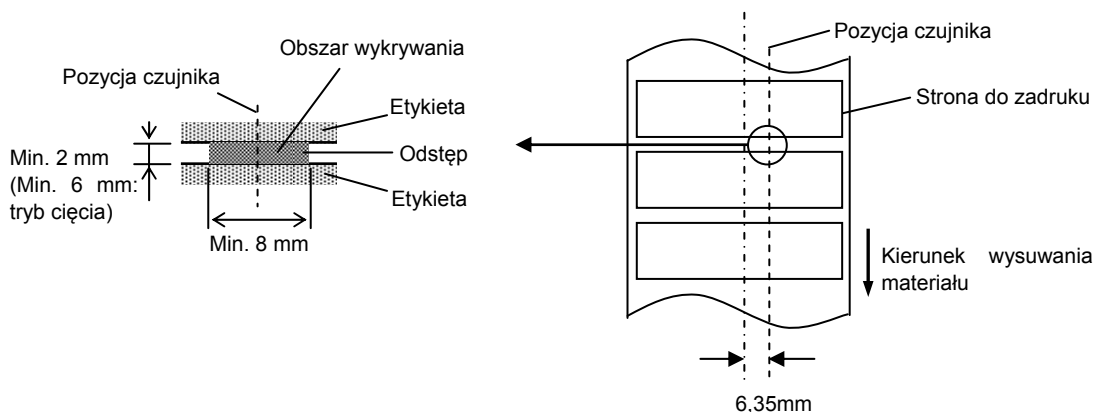 Obszar wykrywania
Pozycja czujnika
Etykieta
Min. 2 mm
(Min. 6 mm:
tryb cięcia)
Odstęp
Etykieta
Min. 8 mm
Pozycja czujnika
Strona do zadruku
Kierunek wysuwania
materiału
6,35mm